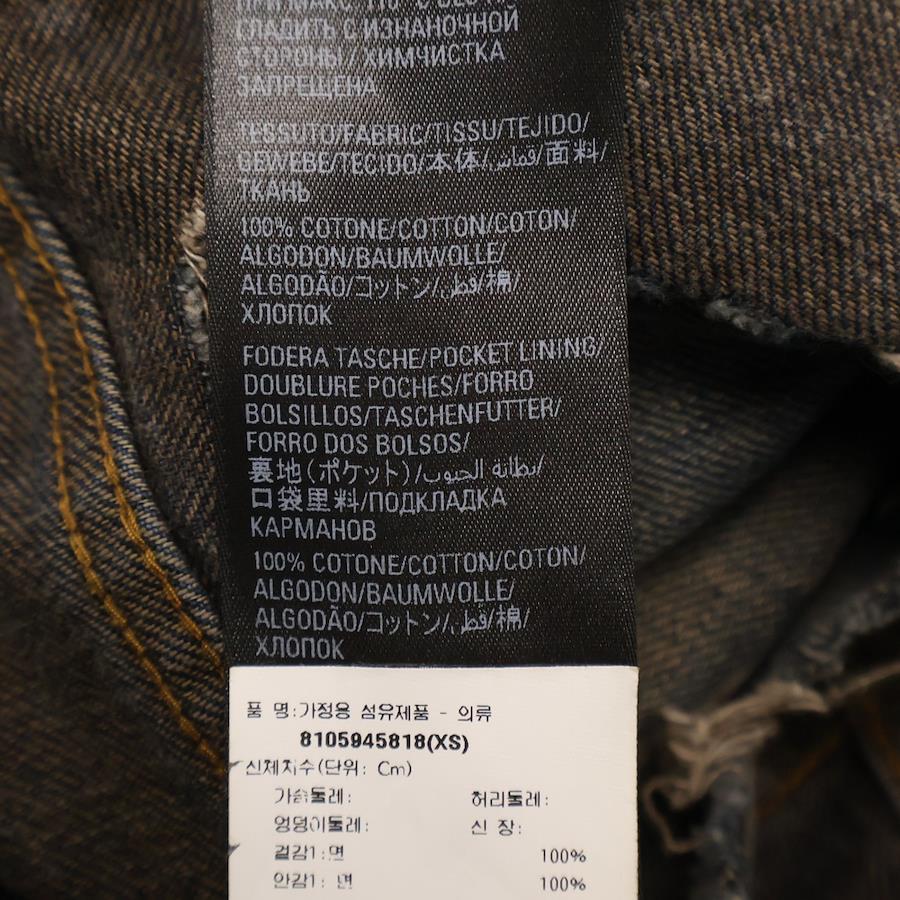 ПРИ МАКС 110°C
ГЛАДИТЬ С ИЗНАНОЧНОЙ
СТОРОНЫ / ХИМЧИСТКА
ЗАПРЕЩЕНА
TESSUTO/FABRIC/TISSU/TEJIDO/
GEWEBE/TECIDO/本体/قماش/面料/
ТКАНЬ
100% COTONE/COTTON/COTON/
ALGODON/BAUMWOLLE/
ALGODÃO/コットン/قطن/棉/
ХЛОПОК
FODERA TASCHE/POCKET LINING/
DOUBLURE POCHES/FORRO
BOLSILLOS/TASCHENFUTTER/
FORRO DOS BOLSOS/
裏地(ポケット)/بطانة الجيوب/
口袋里料/ПОДКЛАДКА
КАРМАНОВ
100% COTONE/COTTON/COTON/
ALGODON/BAUMWOLLE/
ALGODÃO/コットン/قطن/棉/
ХЛОПОК
품 명:가정용 섬유제품 - 의류
8105945818(XS)
신체치수(단위: Cm)
가슴둘레: 허리둘레:
엉덩이둘레: 신 장:
겉감1:면 100%
안감1: 면 100%